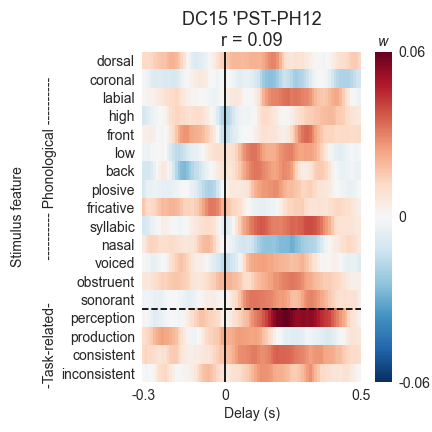 DC15 'PST-PH12
r = 0.09
w
dorsal
coronal
labial
high
front
low
back
plosive
fricative
syllabic
nasal
voiced
obstruent
sonorant
perception
production
consistent
inconsistent
Stimulus feature
-Task-related- ---------- Phonological ----------
-0.3 0 0.5
Delay (s)
0.06
0
-0.06